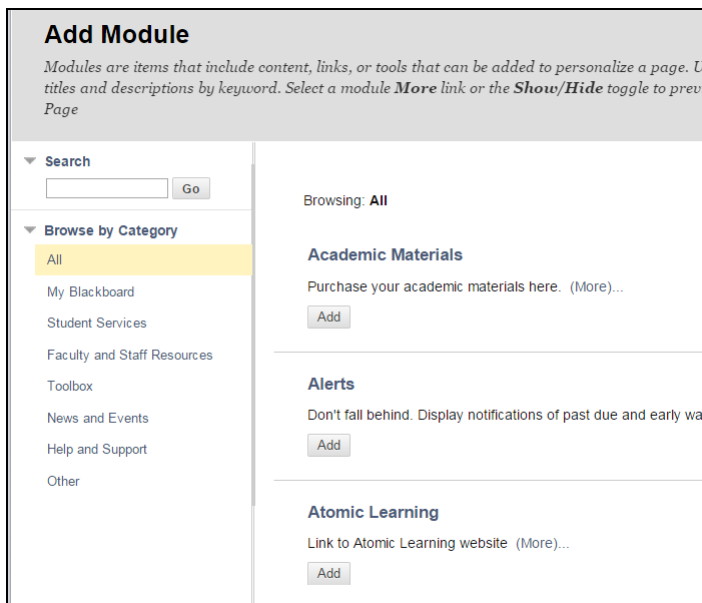 Add Module
Modules are items that include content, links, or tools that can be added to personalize a page.
titles and descriptions by keyword. Select a module More link or the Show/Hide toggle to
Page
Search
Go
Browse by Category
All
My Blackboard
Student Services
Faculty and Staff Resources
Toolbox
News and Events
Help and Support
Other
Browsing: All
Academic Materials
Purchase your academic materials here. (More)...
Add
Alerts
Don't fall behind. Display notifications of past due and early
Add
Atomic Learning
Link to Atomic Learning website (More)...
Add